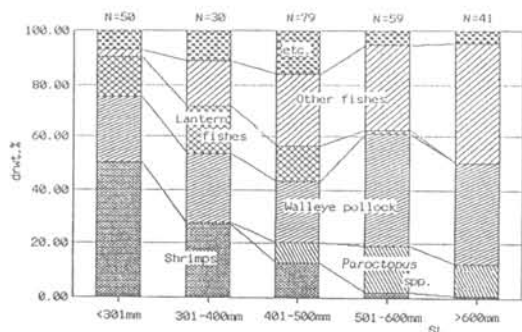 N=50 N=30 N=79 N=59 N=41
100.00
80.00
60.00
40.00
20.00
0.00
drwt.%
etc.
Other fishes
Lantern
fishes
Walleye pollock
Shrimps
Paroctopus
spp.
<301mm 301-400mm 401-500mm 501-600mm >600mm
SL